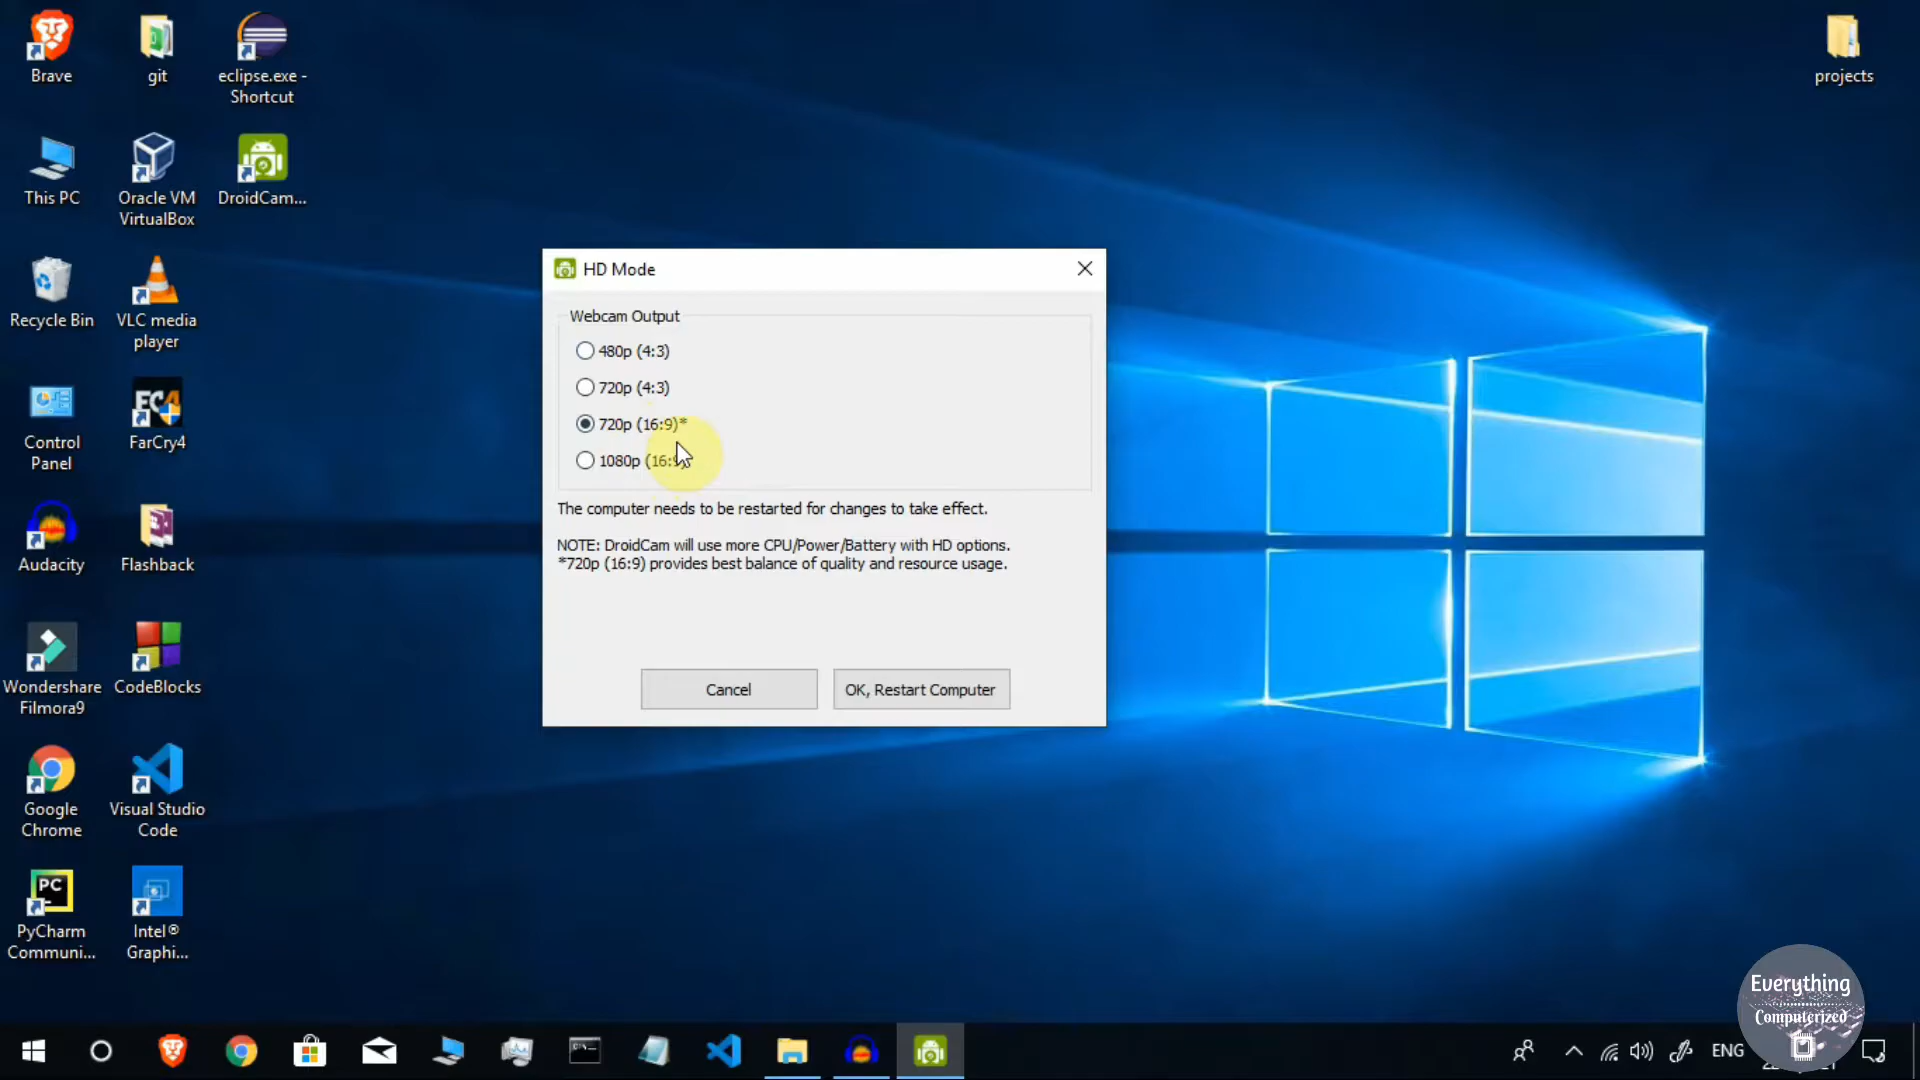 Brave
git
eclipse.exe -
Shortcut
projects
This PC
Oracle VM
VirtualBox
DroidCam...
Recycle Bin
VLC media
player
Control
Panel
FC4
FarCry4
Audacity
Flashback
Wondershare
Filmora9
CodeBlocks
Google
Chrome
Visual Studio
Code
PC
PyCharm
Communi...
Intel®
Graphi...
HD Mode
Webcam Output
480p (4:3)
720p (4:3)
720p (16:9)*
1080p
The computer needs to be restarted for changes to take effect.
NOTE: DroidCam will use more CPU/Power/Battery with HD options.
*720p (16:9) provides best balance of quality and resource usage.
Cancel
OK, Restart Computer
Everything
Computerized
ENG